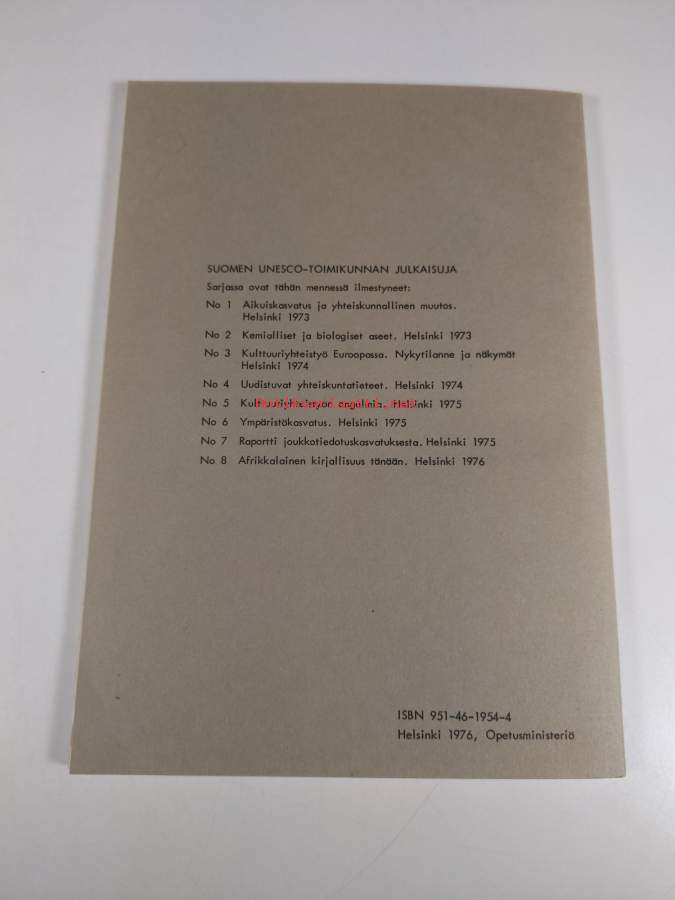 SUOMEN UNESCO-TOIMIKUNNAN JULKAISUJA
Sarjassa ovat tähän mennessä ilmestyneet:
No 1 Aikuiskasvatus ja yhteiskunnallinen muutos.
Helsinki 1973
No 2 Kemialliset ja biologiset aseet. Helsinki 1973
No 3 Kulttuuriyhteistyö Euroopassa. Nykytilanne ja näkymät
Helsinki 1974
No 4 Uudistuvat yhteiskuntatieteet. Helsinki 1974
No 5 Kulttuuriyhteistyön ongelmia. Helsinki 1975
No 6 Ympäristökasvatus. Helsinki 1975
No 7 Raportti joukkotiedotuskasvatuksesta. Helsinki 1975
No 8 Afrikkalainen kirjallisuus tänään. Helsinki 1976
ISBN 951-46-1954-4
Helsinki 1976, Opetusministeriö